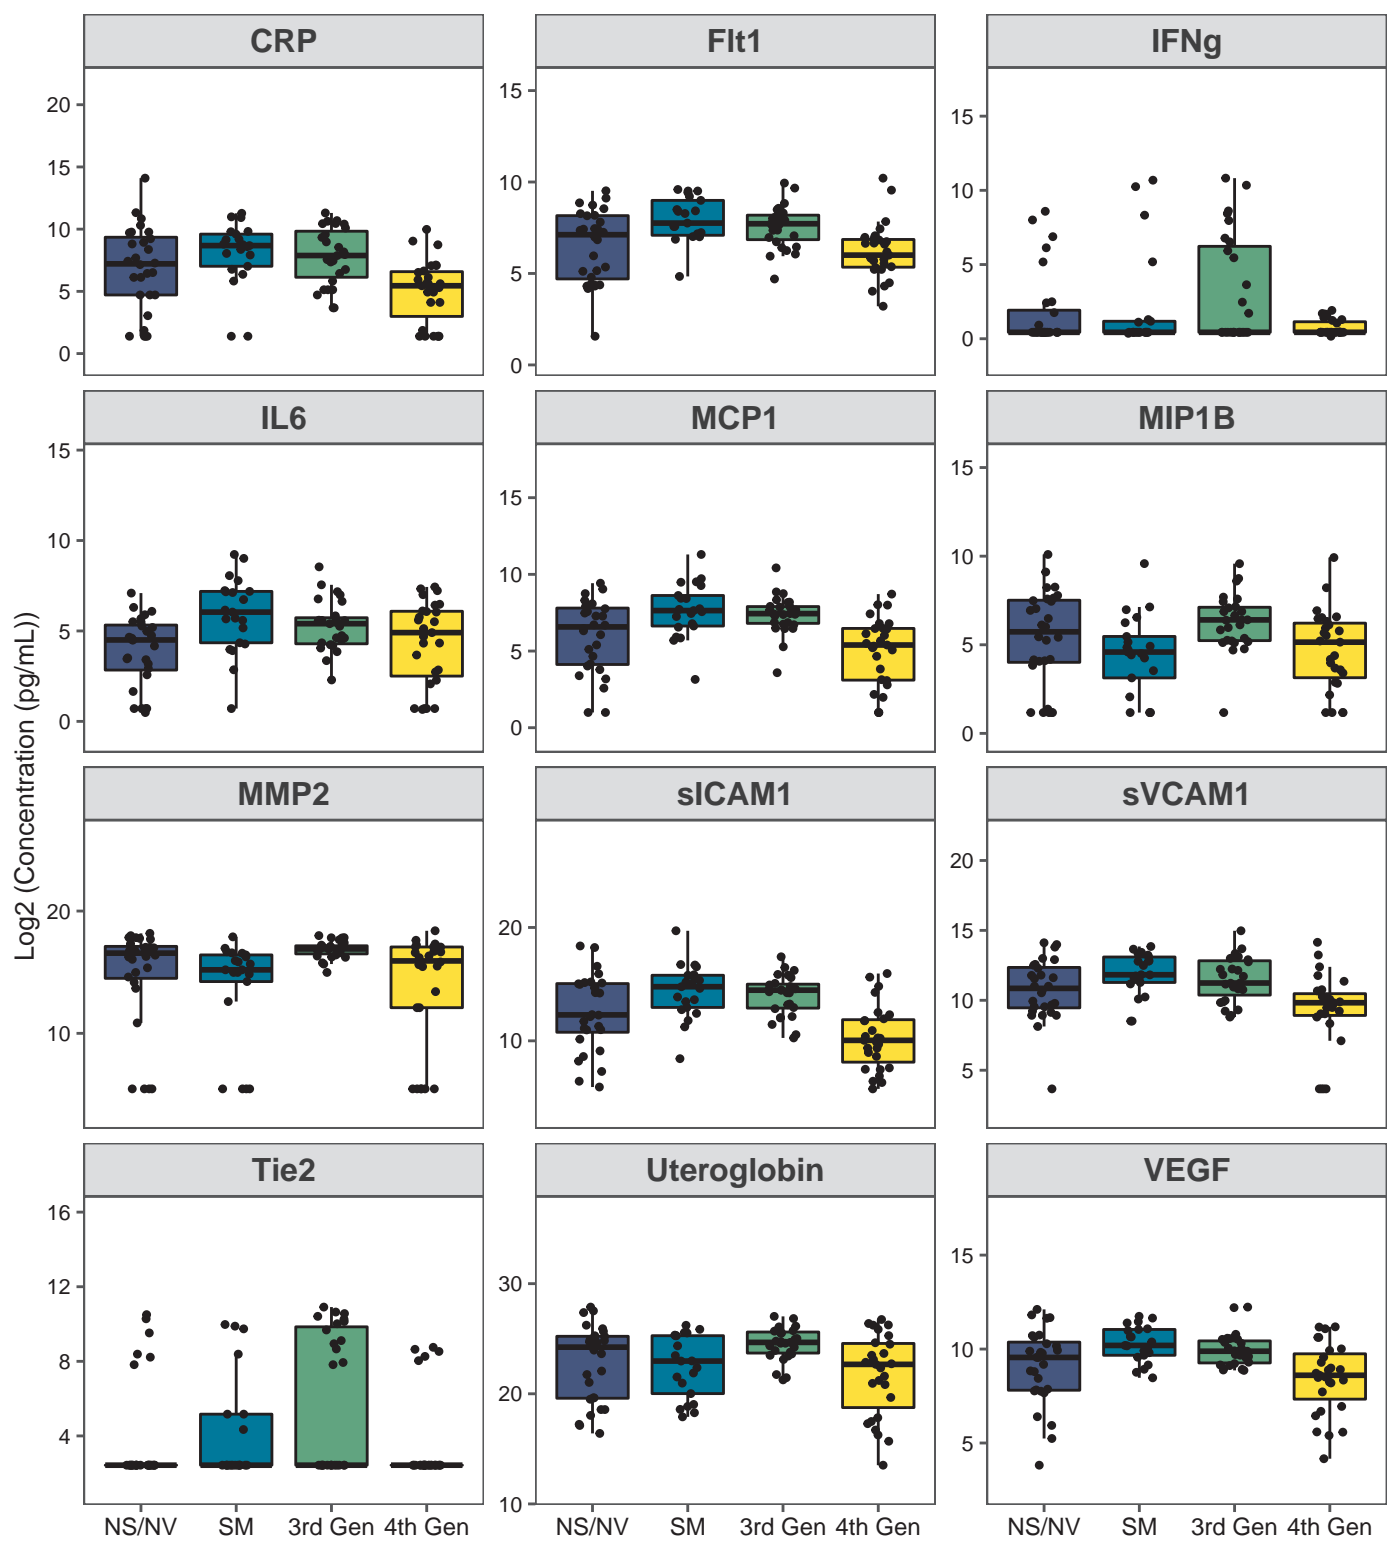 CRP
Flt1
IFNg
20
15
10
5
0
15
10
5
0
15
10
5
0
IL6
MCP1
MIP1B
15
10
5
0
15
10
5
0
15
10
5
0
Log2 (Concentration (pg/mL))
MMP2
sICAM1
sVCAM1
20
10
20
10
20
15
10
5
Tie2
Uteroglobin
VEGF
16
12
8
4
30
20
10
15
10
5
NS/NV SM 3rd Gen 4th Gen
NS/NV SM 3rd Gen 4th Gen
NS/NV SM 3rd Gen 4th Gen